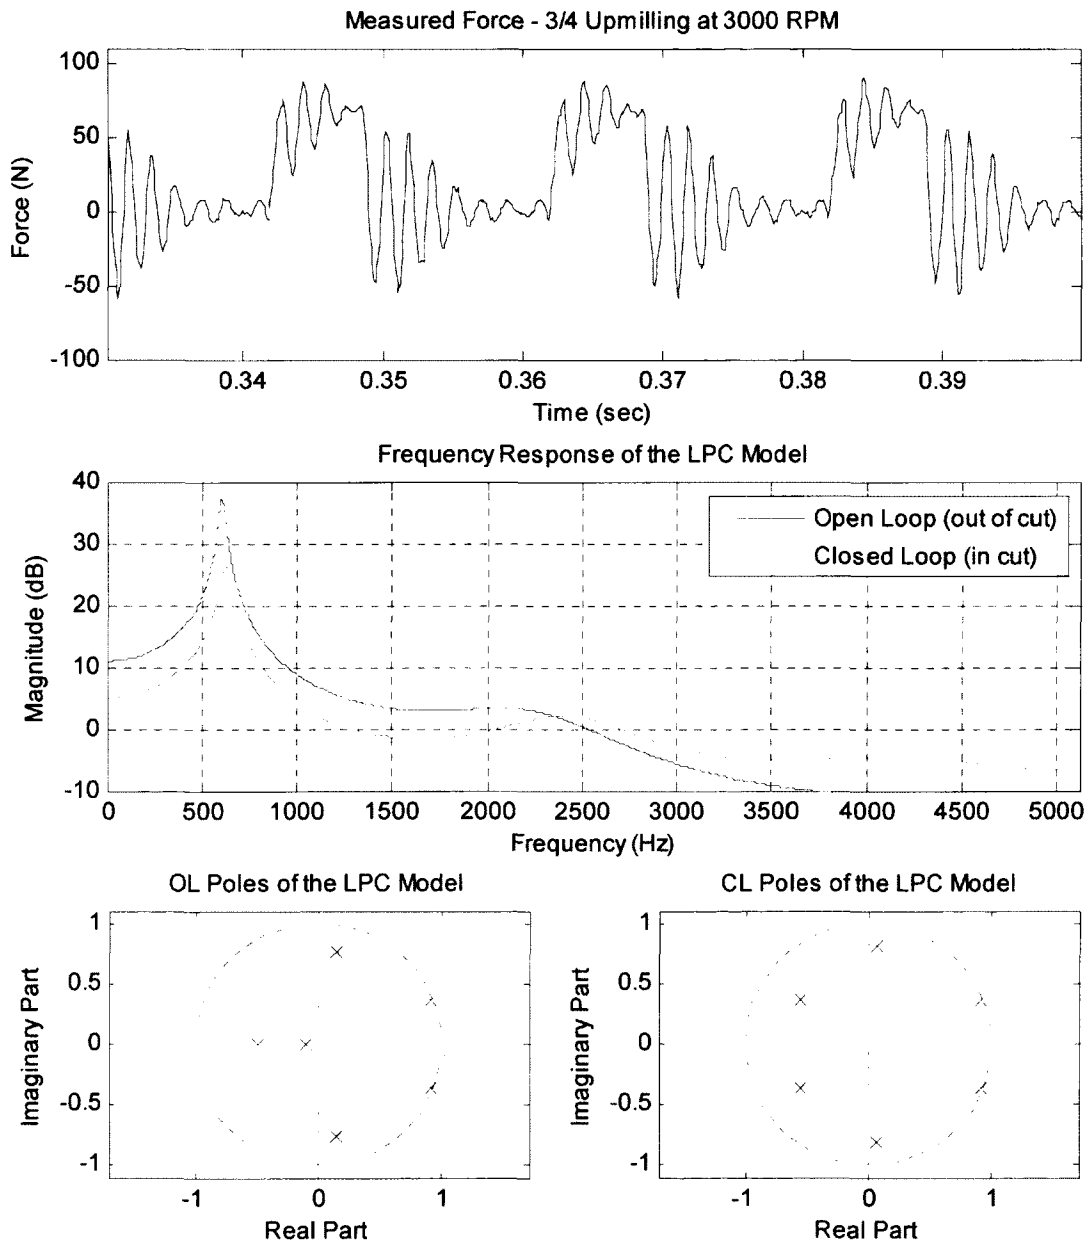 Measured Force - 3/4 Upmilling at 3000 RPM
100
50
0
-50
-100
Force (N)
0.34 0.35 0.36 0.37 0.38 0.39
Time (sec)
Frequency Response of the LPC Model
40
30
20
10
0
-10
Magnitude (dB)
Open Loop (out of cut)
Closed Loop (in cut)
0 500 1000 1500 2000 2500 3000 3500 4000 4500 5000
Frequency (Hz)
OL Poles of the LPC Model
1
0.5
0
-0.5
-1
Imaginary Part
-1 0 1
Real Part
CL Poles of the LPC Model
1
0.5
0
-0.5
-1
Imaginary Part
-1 0 1
Real Part